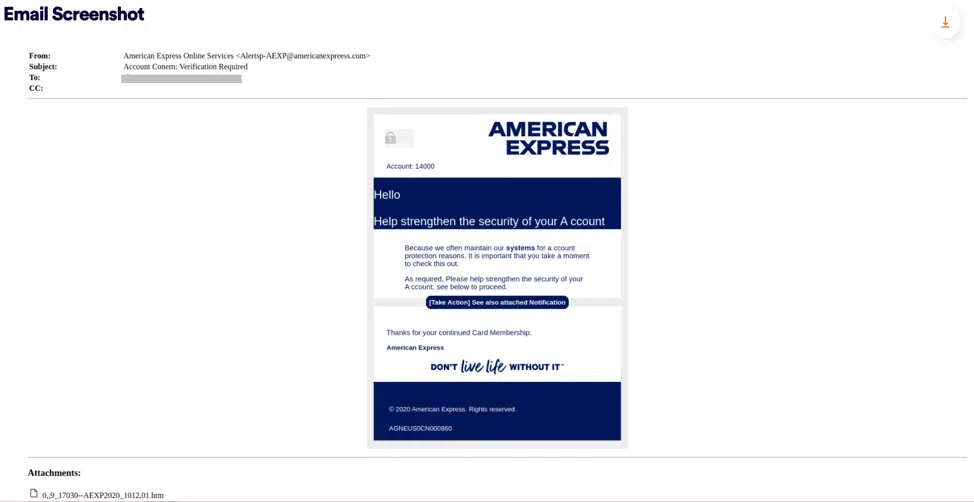 Email Screenshot
From: American Express Online Services <Alertsp-AEXP@americanexpreess.com>
Subject: Account Conern: Verification Required
To:
CC:
AMERICAN
EXPRESS
Account: 14000
Hello
Help strengthen the security of your A ccount
Because we often maintain our systems for a ccount
protection reasons. It is important that you take a moment
to check this out.
As required, Please help strengthen the security of your
A ccount, see below to proceed.
[Take Action] See also attached Notification
Thanks for your continued Card Membership.
American Express
DON'T live life WITHOUT IT™
© 2020 American Express. Rights reserved.
AGNEUS0CN000860
Attachments:
0,,9_17030--AEXP2020_1012,01.htm